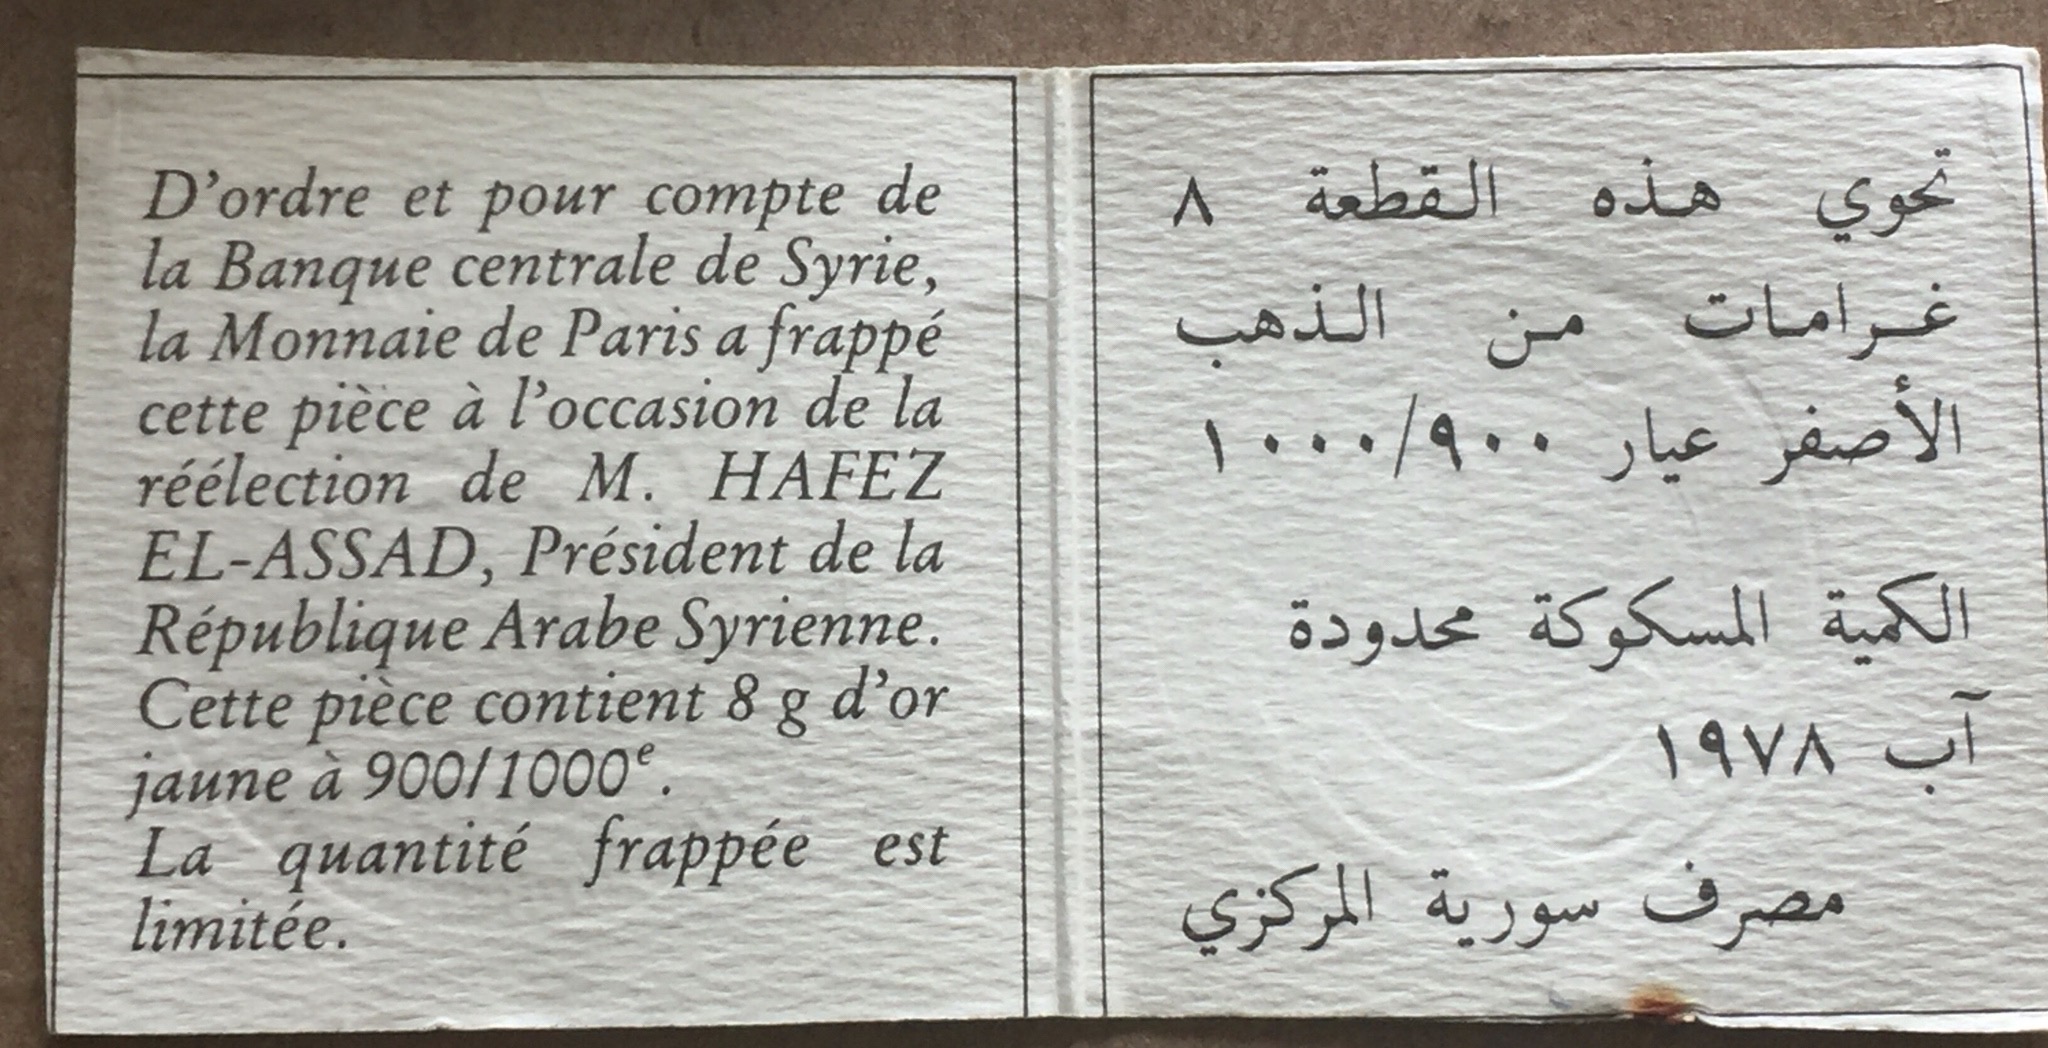 D'ordre et pour compte de
la Banque centrale de Syrie,
la Monnaie de Paris a frappé
cette pièce à l'occasion de la
réélection de M. HAFEZ
EL-ASSAD, Président de la
République Arabe Syrienne.
Cette pièce contient 8 g d'or
jaune à 900/1000e.
La quantité frappée est
limitée.
تحوي هذه القطعة ٨
غرامات من الذهب
الأصفر عيار ٩٠٠/١٠٠٠
الكمية المسكوكة محدودة
آب ١٩٧٨
مصرف سورية المركزي